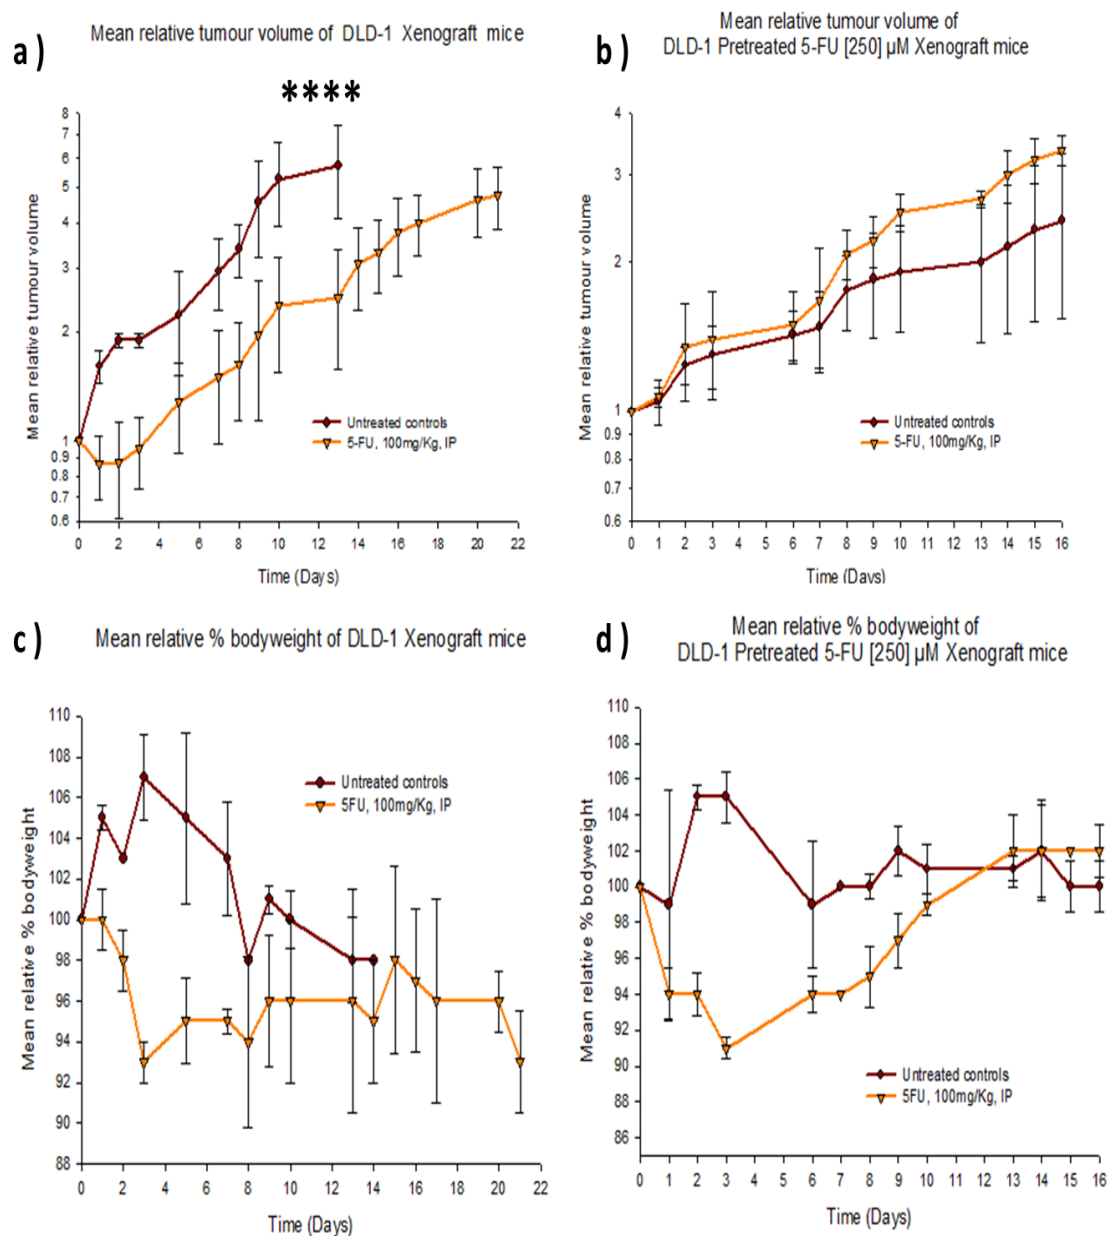 a )
Mean relative tumour volume of DLD-1 Xenograft mice
****
Mean relative tumour volume
8
7
6
5
4
3
2
1
0.9
0.8
0.7
0.6
Untreated controls
5-FU, 100mg/Kg, IP
0 2 4 6 8 10 12 14 16 18 20 22
Time (Days)
b )
Mean relative tumour volume of
DLD-1 Pretreated 5-FU [250] µM Xenograft mice
Mean relative tumour volume
4
3
2
1
0.9
0.8
0.7
0.6
Untreated controls
5-FU, 100mg/Kg, IP
0 1 2 3 4 5 6 7 8 9 10 11 12 13 14 15 16
Time (Days)
c )
Mean relative % bodyweight of DLD-1 Xenograft mice
Mean relative % bodyweight
110
108
106
104
102
100
98
96
94
92
90
88
Untreated controls
5FU, 100mg/Kg, IP
0 2 4 6 8 10 12 14 16 18 20 22
Time (Days)
d )
Mean relative % bodyweight of
DLD-1 Pretreated 5-FU [250] µM Xenograft mice
Mean relative % bodyweight
110
108
106
104
102
100
98
96
94
92
90
88
86
Untreated controls
5FU, 100mg/Kg, IP
0 1 2 3 4 5 6 7 8 9 10 11 12 13 14 15 16
Time (Days)